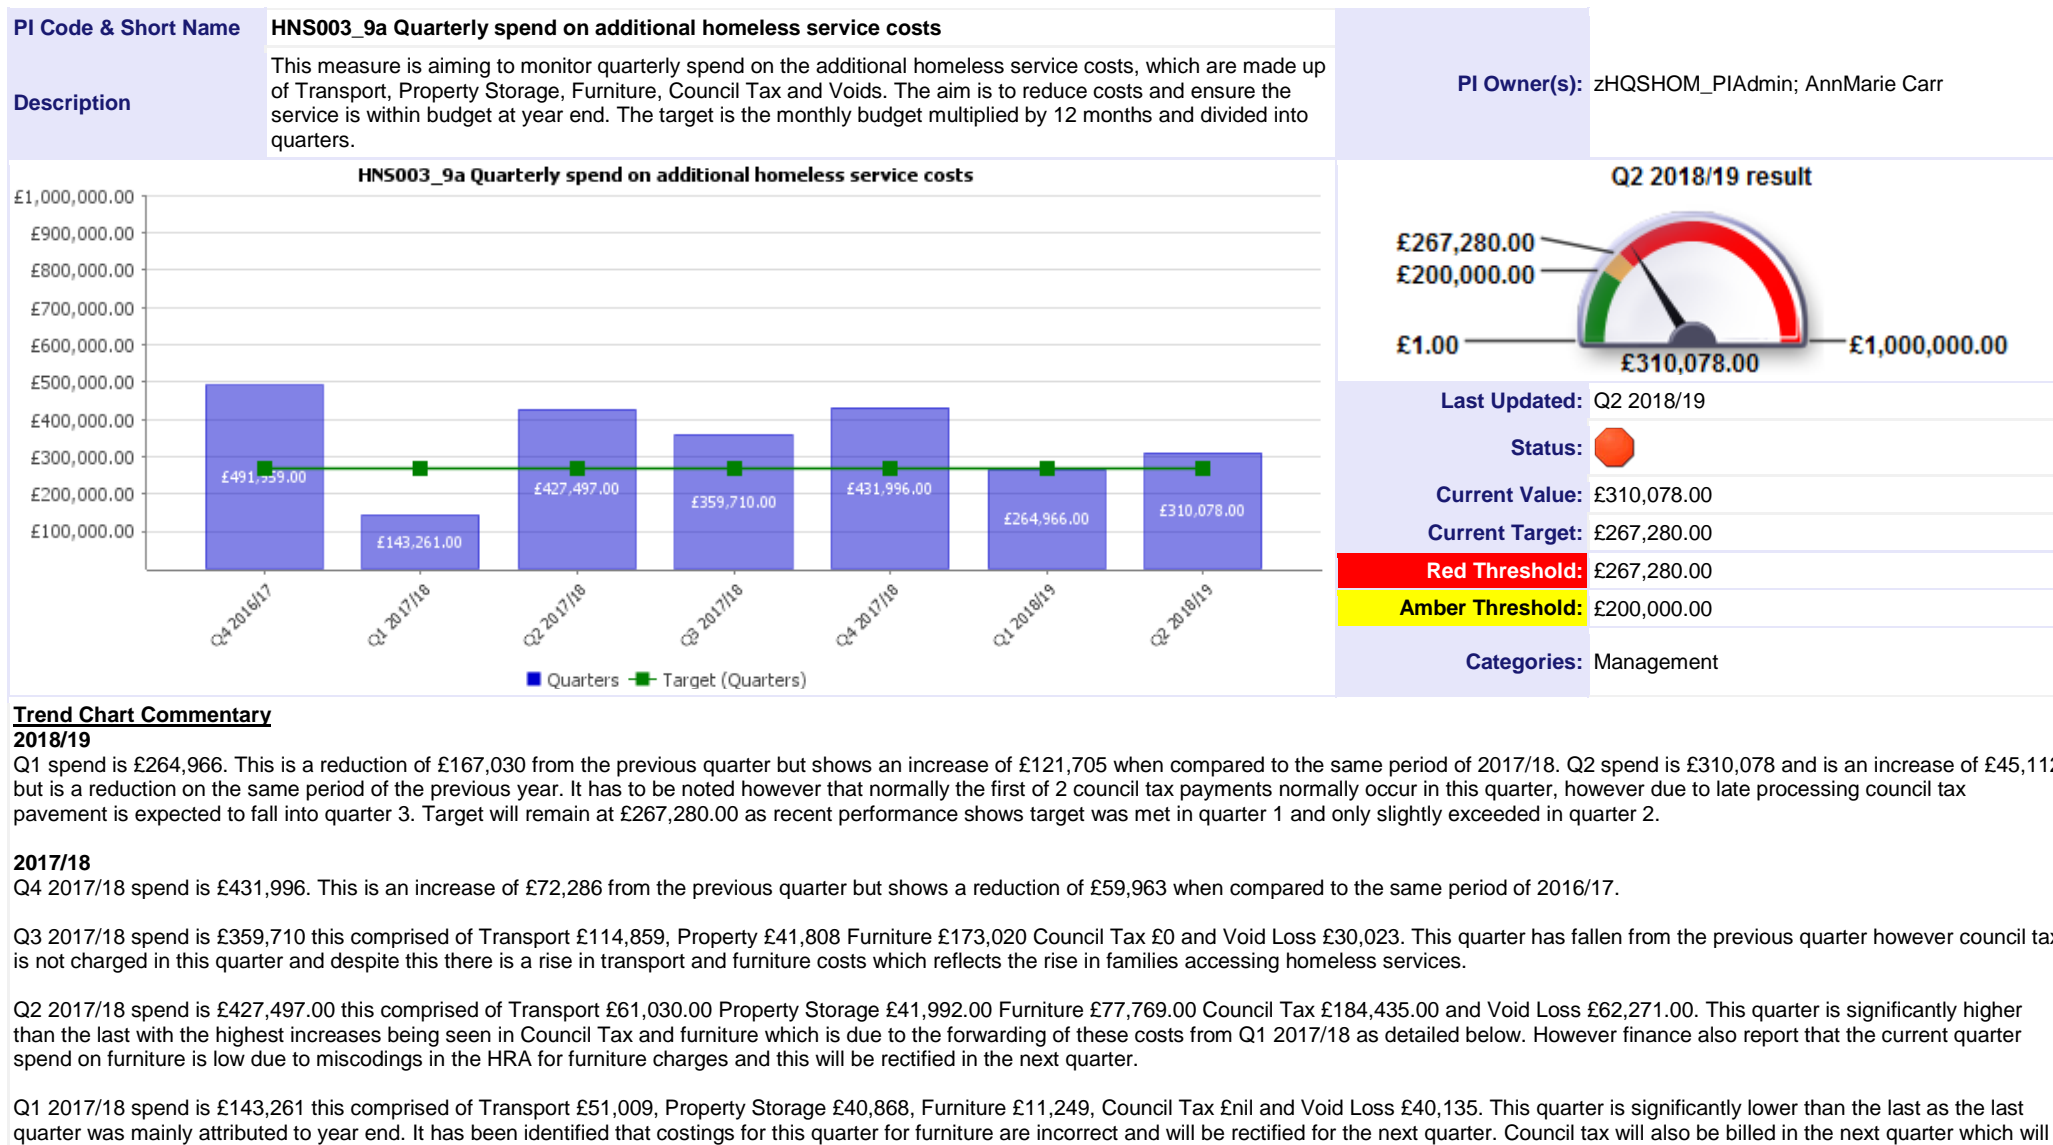 PI Code & Short Name
HNS003_9a Quarterly spend on additional homeless service costs
Description
This measure is aiming to monitor quarterly spend on the additional homeless service costs, which are made up
of Transport, Property Storage, Furniture, Council Tax and Voids. The aim is to reduce costs and ensure the
service is within budget at year end. The target is the monthly budget multiplied by 12 months and divided into
quarters.
PI Owner(s): zHQSHOM_PIAdmin; AnnMarie Carr
HNS003_9a Quarterly spend on additional homeless service costs
£1,000,000.00
£900,000.00
£800,000.00
£700,000.00
£600,000.00
£500,000.00
£400,000.00
£300,000.00
£200,000.00
£100,000.00
£491,959.00
£143,261.00
£427,497.00
£359,710.00
£431,996.00
£264,966.00
£310,078.00
Q4 2016/17
Q1 2017/18
Q2 2017/18
Q3 2017/18
Q4 2017/18
Q1 2018/19
Q2 2018/19
Quarters
Target (Quarters)
Q2 2018/19 result
£267,280.00
£200,000.00
£1.00
£1,000,000.00
£310,078.00
Last Updated: Q2 2018/19
Status:
Current Value: £310,078.00
Current Target: £267,280.00
Red Threshold: £267,280.00
Amber Threshold: £200,000.00
Categories: Management
Trend Chart Commentary
2018/19
Q1 spend is £264,966. This is a reduction of £167,030 from the previous quarter but shows an increase of £121,705 when compared to the same period of 2017/18. Q2 spend is £310,078 and is an increase of £45,112
but is a reduction on the same period of the previous year. It has to be noted however that normally the first of 2 council tax payments normally occur in this quarter, however due to late processing council tax
pavement is expected to fall into quarter 3. Target will remain at £267,280.00 as recent performance shows target was met in quarter 1 and only slightly exceeded in quarter 2.
2017/18
Q4 2017/18 spend is £431,996. This is an increase of £72,286 from the previous quarter but shows a reduction of £59,963 when compared to the same period of 2016/17.
Q3 2017/18 spend is £359,710 this comprised of Transport £114,859, Property £41,808 Furniture £173,020 Council Tax £0 and Void Loss £30,023. This quarter has fallen from the previous quarter however council tax
is not charged in this quarter and despite this there is a rise in transport and furniture costs which reflects the rise in families accessing homeless services.
Q2 2017/18 spend is £427,497.00 this comprised of Transport £61,030.00 Property Storage £41,992.00 Furniture £77,769.00 Council Tax £184,435.00 and Void Loss £62,271.00. This quarter is significantly higher
than the last with the highest increases being seen in Council Tax and furniture which is due to the forwarding of these costs from Q1 2017/18 as detailed below. However finance also report that the current quarter
spend on furniture is low due to miscodings in the HRA for furniture charges and this will be rectified in the next quarter.
Q1 2017/18 spend is £143,261 this comprised of Transport £51,009, Property Storage £40,868, Furniture £11,249, Council Tax £nil and Void Loss £40,135. This quarter is significantly lower than the last as the last
quarter was mainly attributed to year end. It has been identified that costings for this quarter for furniture are incorrect and will be rectified for the next quarter. Council tax will also be billed in the next quarter which will